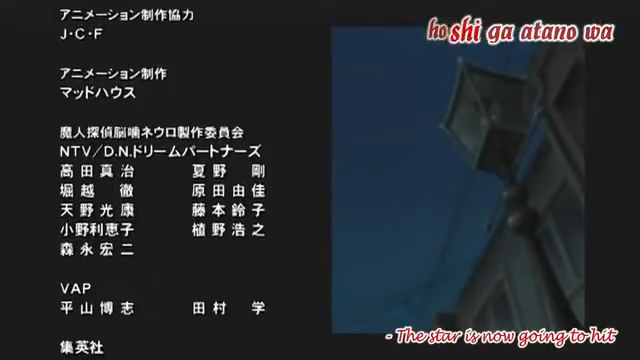 アニメーション制作協力
J・C・F
アニメーション制作
マッドハウス
魔人探偵脳噛ネウロ製作委員会
NTV/D.N.ドリームパートナーズ
高田真治 夏野 剛
堀越 徹 原田由佳
天野光康 藤本鈴子
小野利恵子 植野浩之
森永宏二
VAP
平山博志 田村 学
集英社
hoshi ga atano wa
- The star is now going to hit